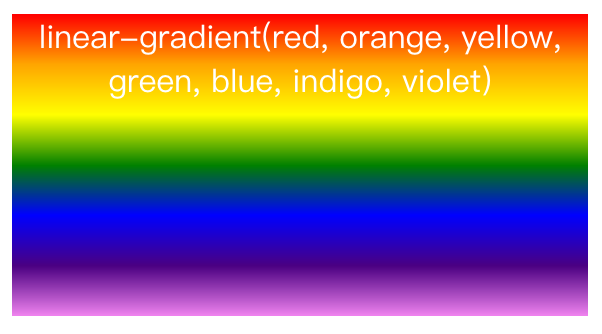 linear-gradient(red, orange, yellow,
green, blue, indigo, violet)